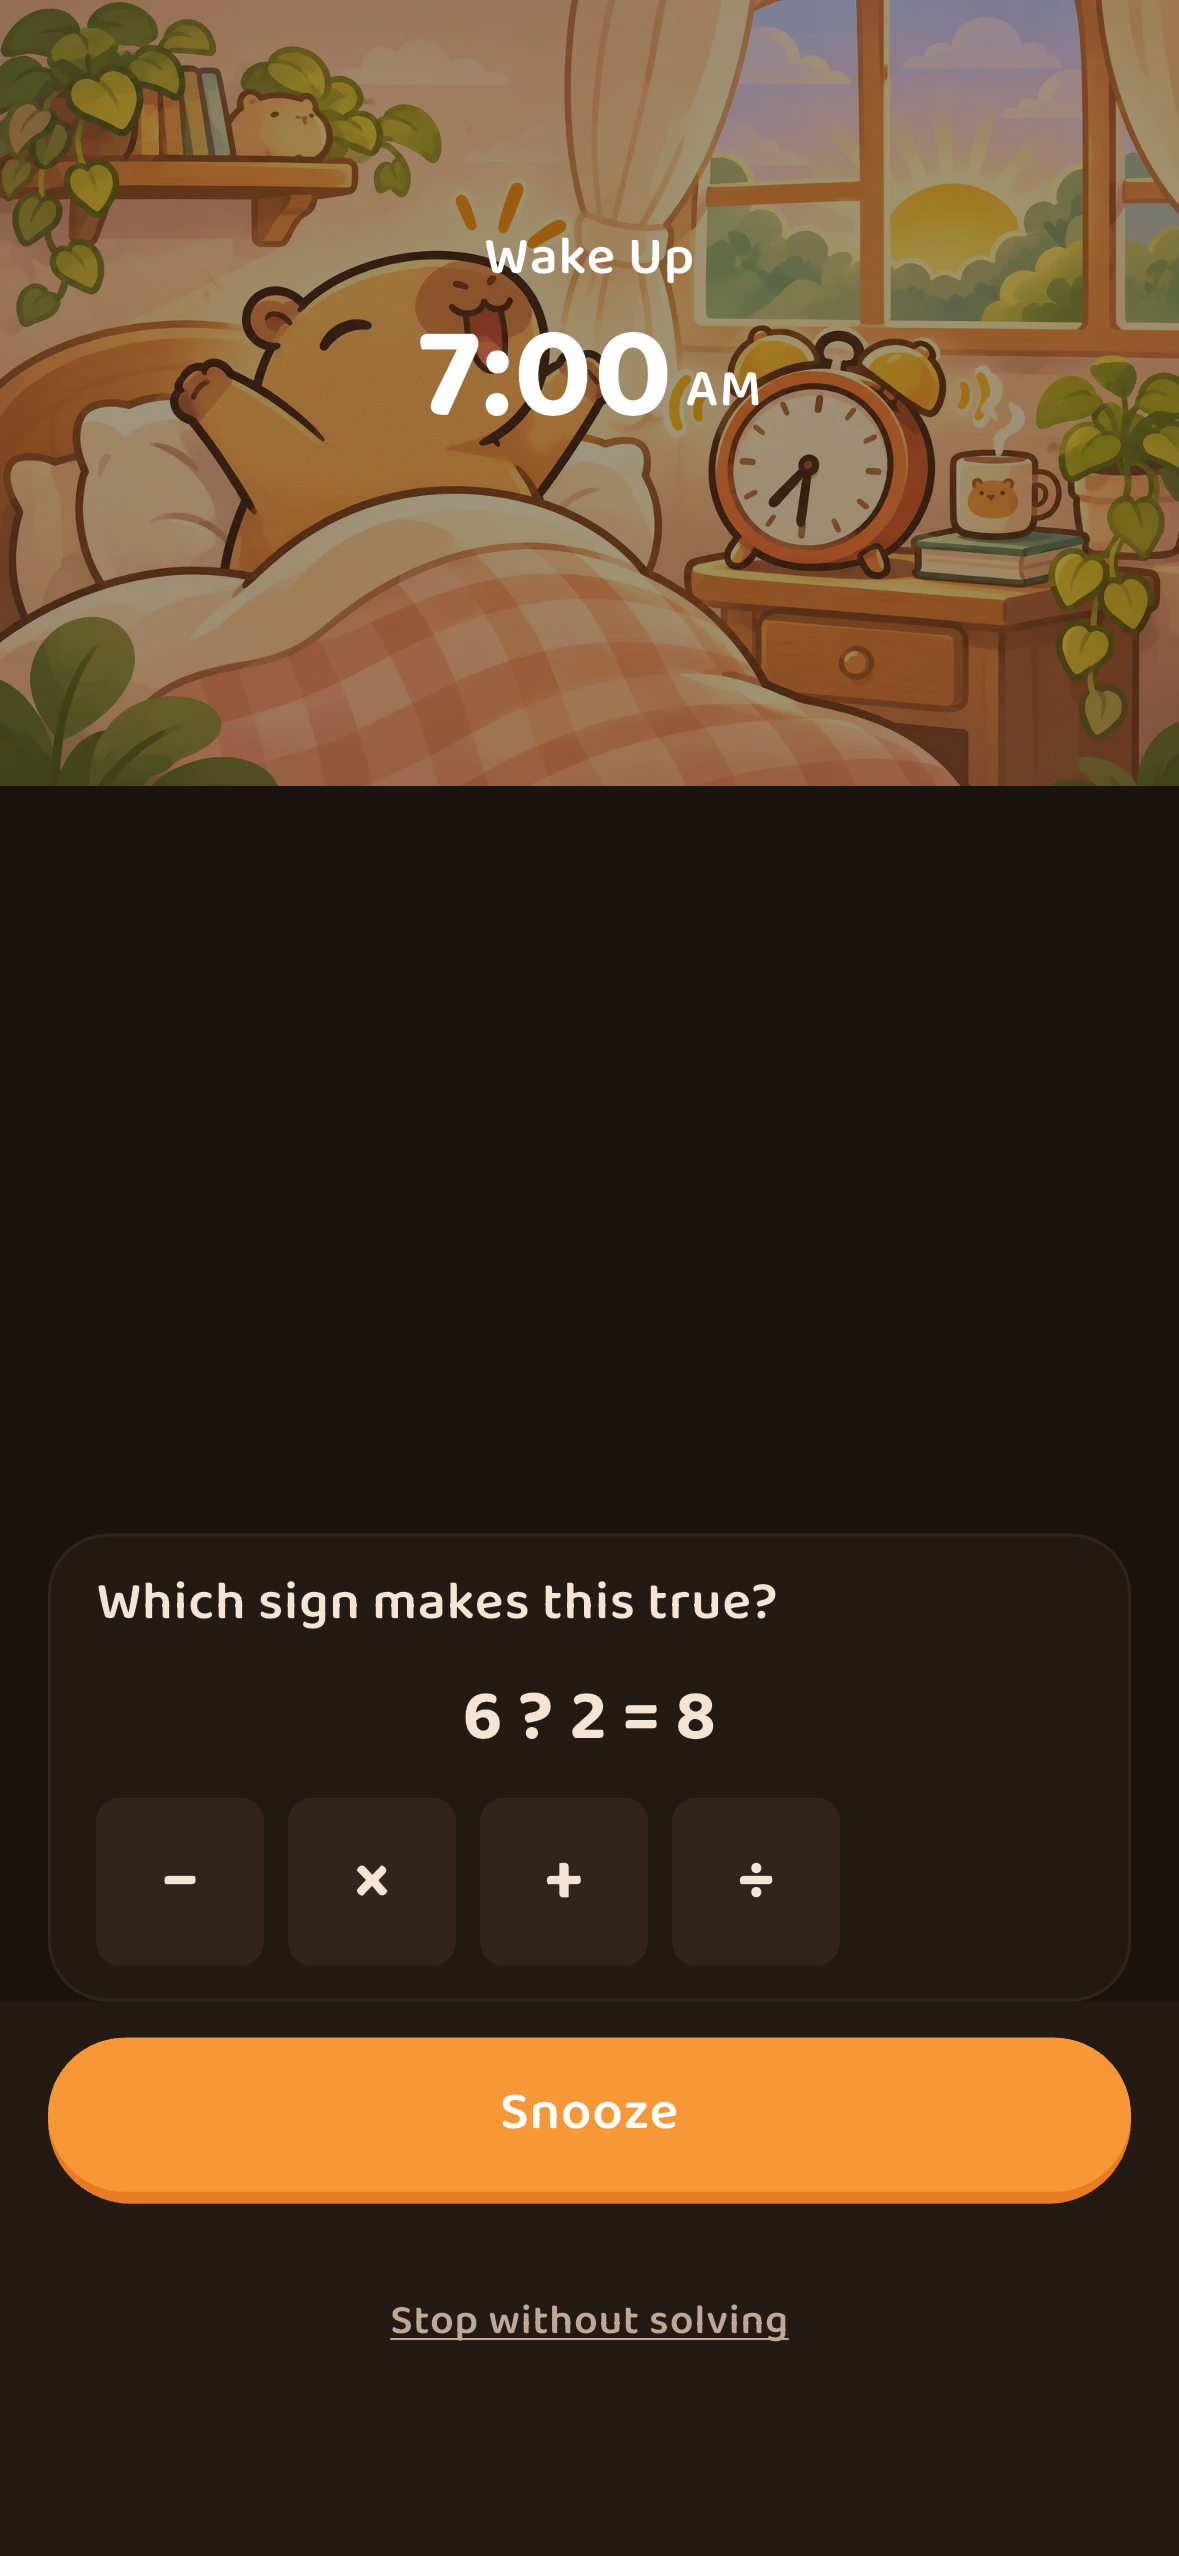 Wake Up
7:00 AM
Which sign makes this true?
6 ? 2 = 8
− × + ÷
Snooze
Stop without solving